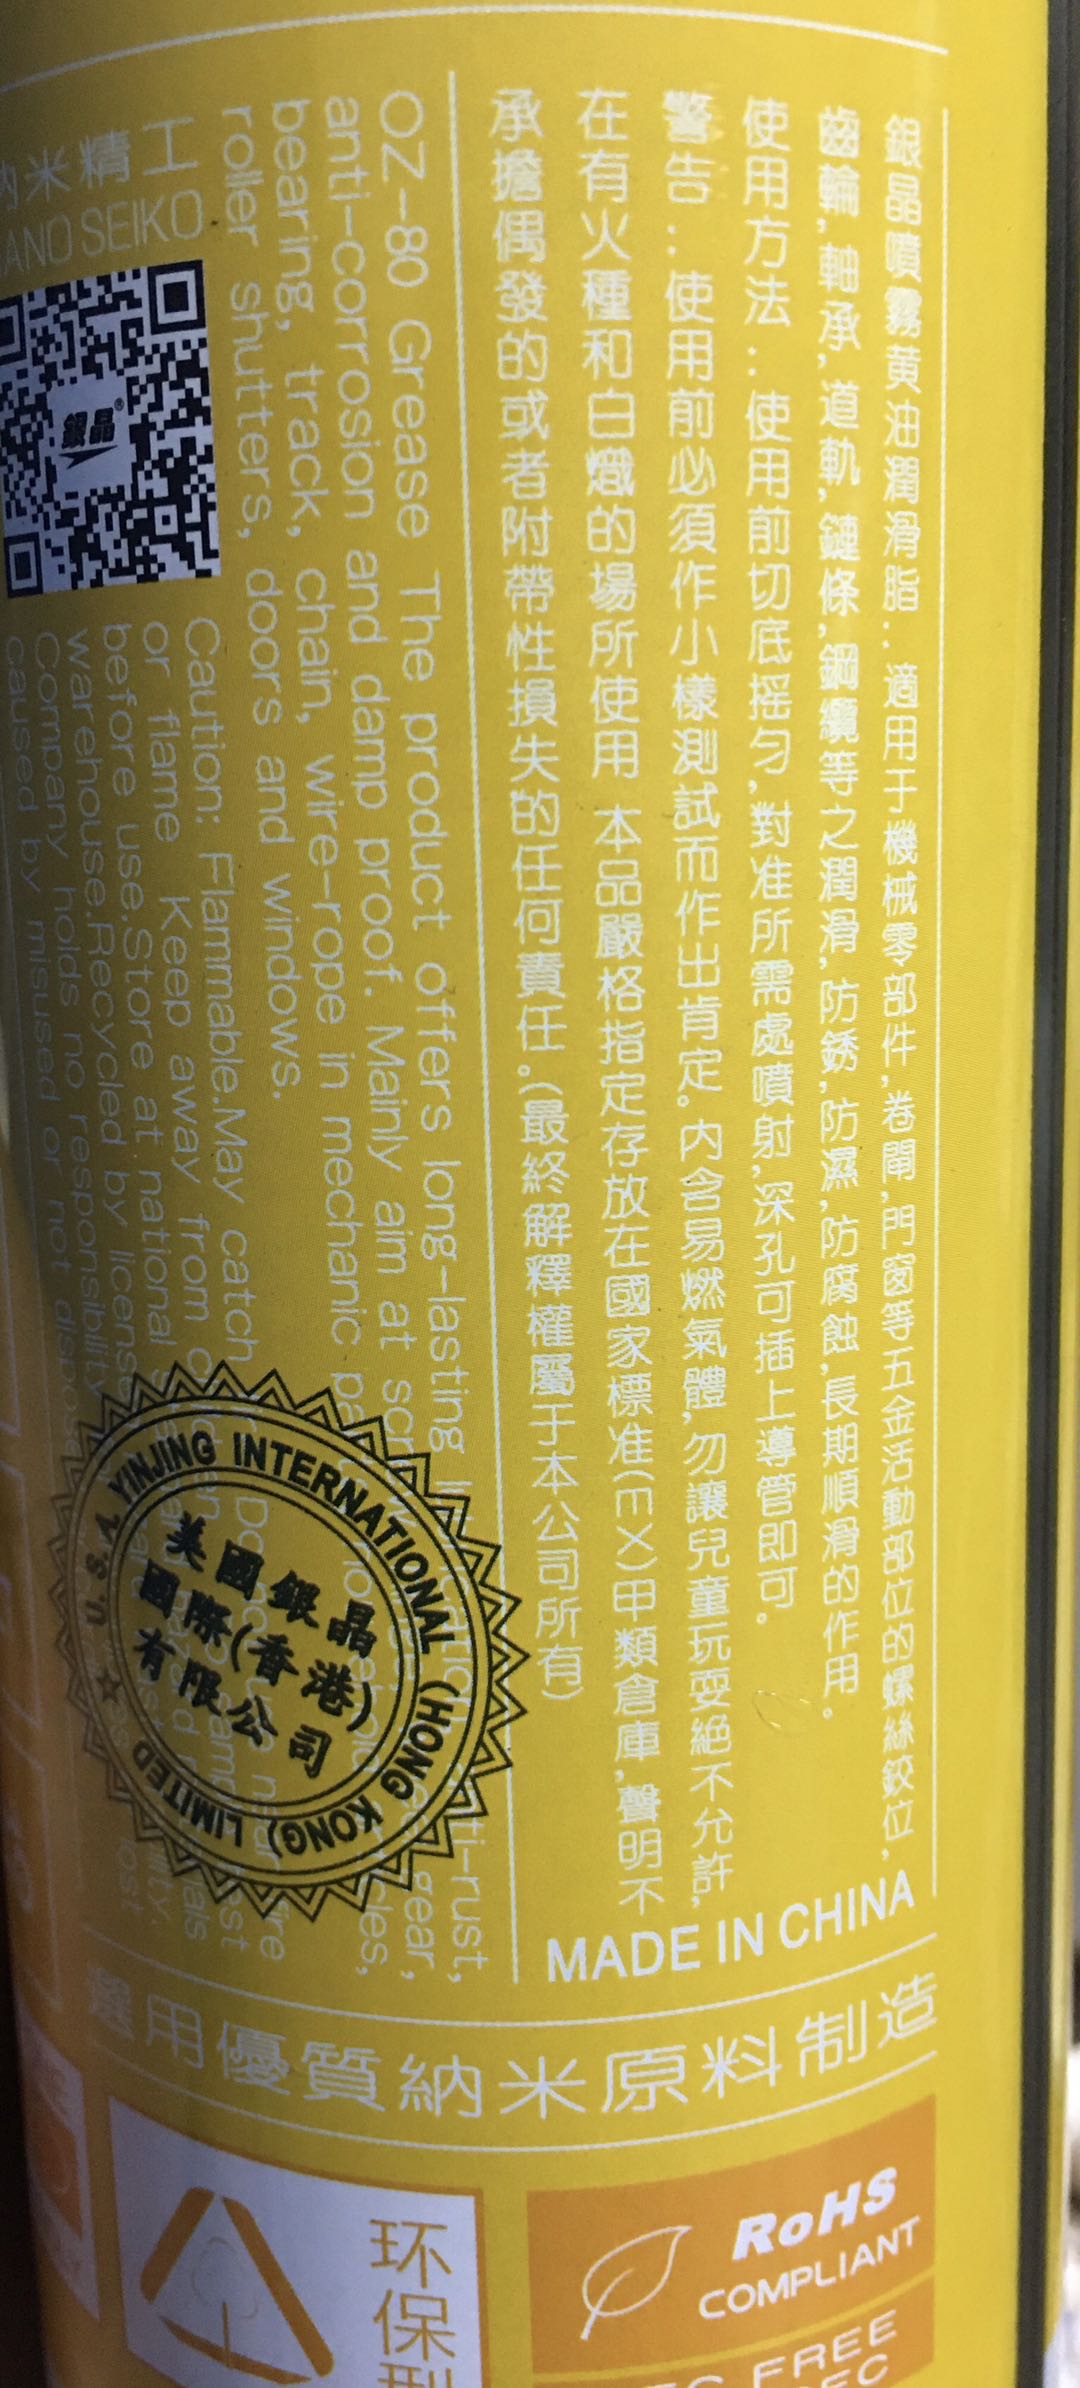 銀晶噴霧黄油潤滑脂：適用于機械零部件,卷閘,門窗等五金活動部位的螺絲鉸位,
齒輪,軸承,道軌,鏈條,鋼纜等之潤滑,防銹,防濕,防腐蝕,長期順滑的作用。
使用方法：使用前切底摇匀,對准所需處噴射,深孔可插上導管即可。
警告：使用前必須作小樣測試而作出肯定。内含易燃氣體,勿讓兒童玩耍絕不允許,
在有火種和白熾的場所使用 本品嚴格指定存放在國家標准(EX)甲類倉庫,聲明不
承擔偶發的或者附帶性損失的任何責任。(最終解釋權屬于本公司所有)
MADE IN CHINA
OZ-80 Grease The product offers long-lasting
anti-corrosion and damp proof. Mainly aim at gear,
bearing, track, chain, wire-rope in mechanic
roller shutters, doors and windows.
米精工
SEIKO
銀晶®
Caution: Flammable.May catch fire
or flame Keep away from
before use.Store at national
warehouse.Recycled by
Company holds no responsibility
caused by misused or not
U.S.A. YINJING INTERNATIONAL (HONG KONG) LIMITED
美國銀晶
國際(香港)
有限公司
選用優質納米原料制造
环保型
RoHS
COMPLIANT
FREE